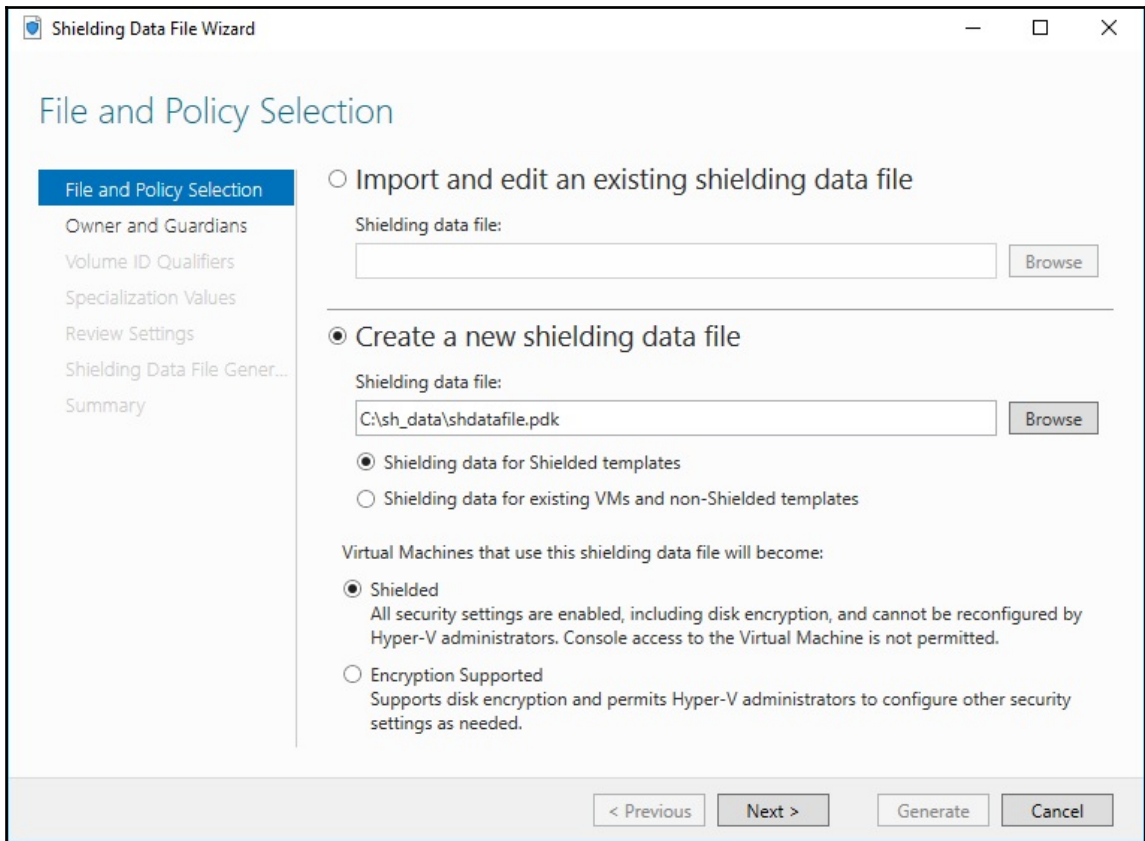 Shielding Data File Wizard
File and Policy Selection
File and Policy Selection
Owner and Guardians
Volume ID Qualifiers
Specialization Values
Review Settings
Shielding Data File Gener...
Summary
Import and edit an existing shielding data file
Shielding data file:
Browse
Create a new shielding data file
Shielding data file:
C:\sh_data\shdatafile.pdk
Browse
Shielding data for Shielded templates
Shielding data for existing VMs and non-Shielded templates
Virtual Machines that use this shielding data file will become:
Shielded
All security settings are enabled, including disk encryption, and cannot be reconfigured by
Hyper-V administrators. Console access to the Virtual Machine is not permitted.
Encryption Supported
Supports disk encryption and permits Hyper-V administrators to configure other security
settings as needed.
< Previous
Next >
Generate
Cancel